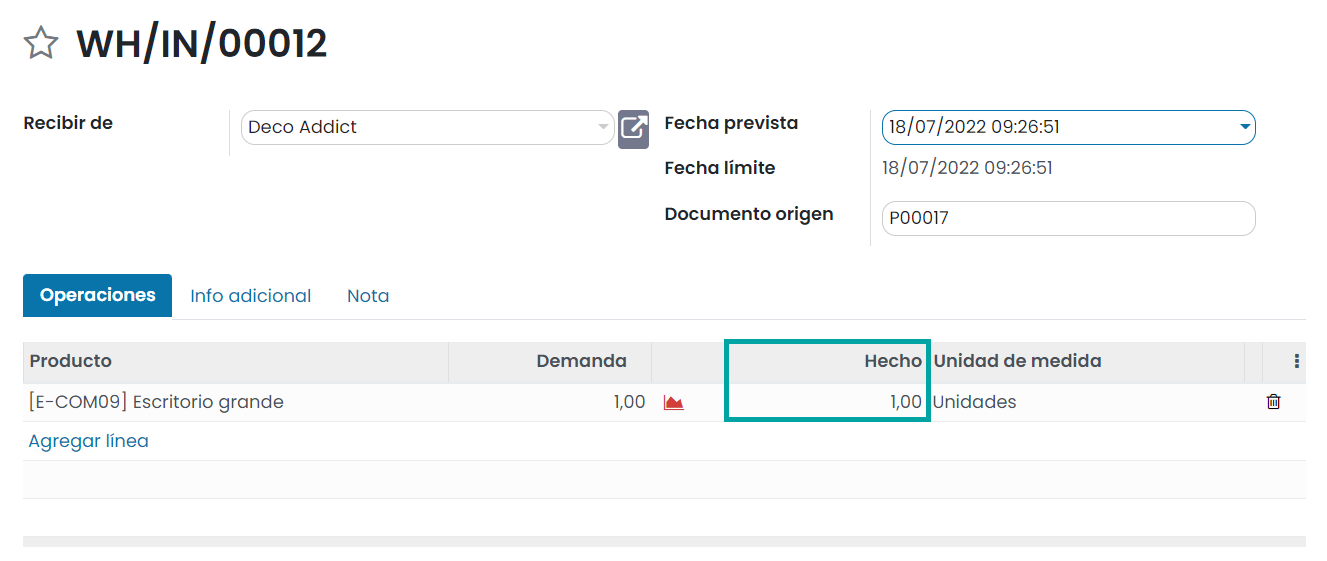 WH/IN/00012
Recibir de
Deco Addict
Fecha prevista
18/07/2022 09:26:51
Fecha límite
18/07/2022 09:26:51
Documento origen
P00017
Operaciones Info adicional Nota
Producto Demanda Hecho Unidad de medida
[E-COM09] Escritorio grande 1,00 1,00 Unidades
Agregar línea